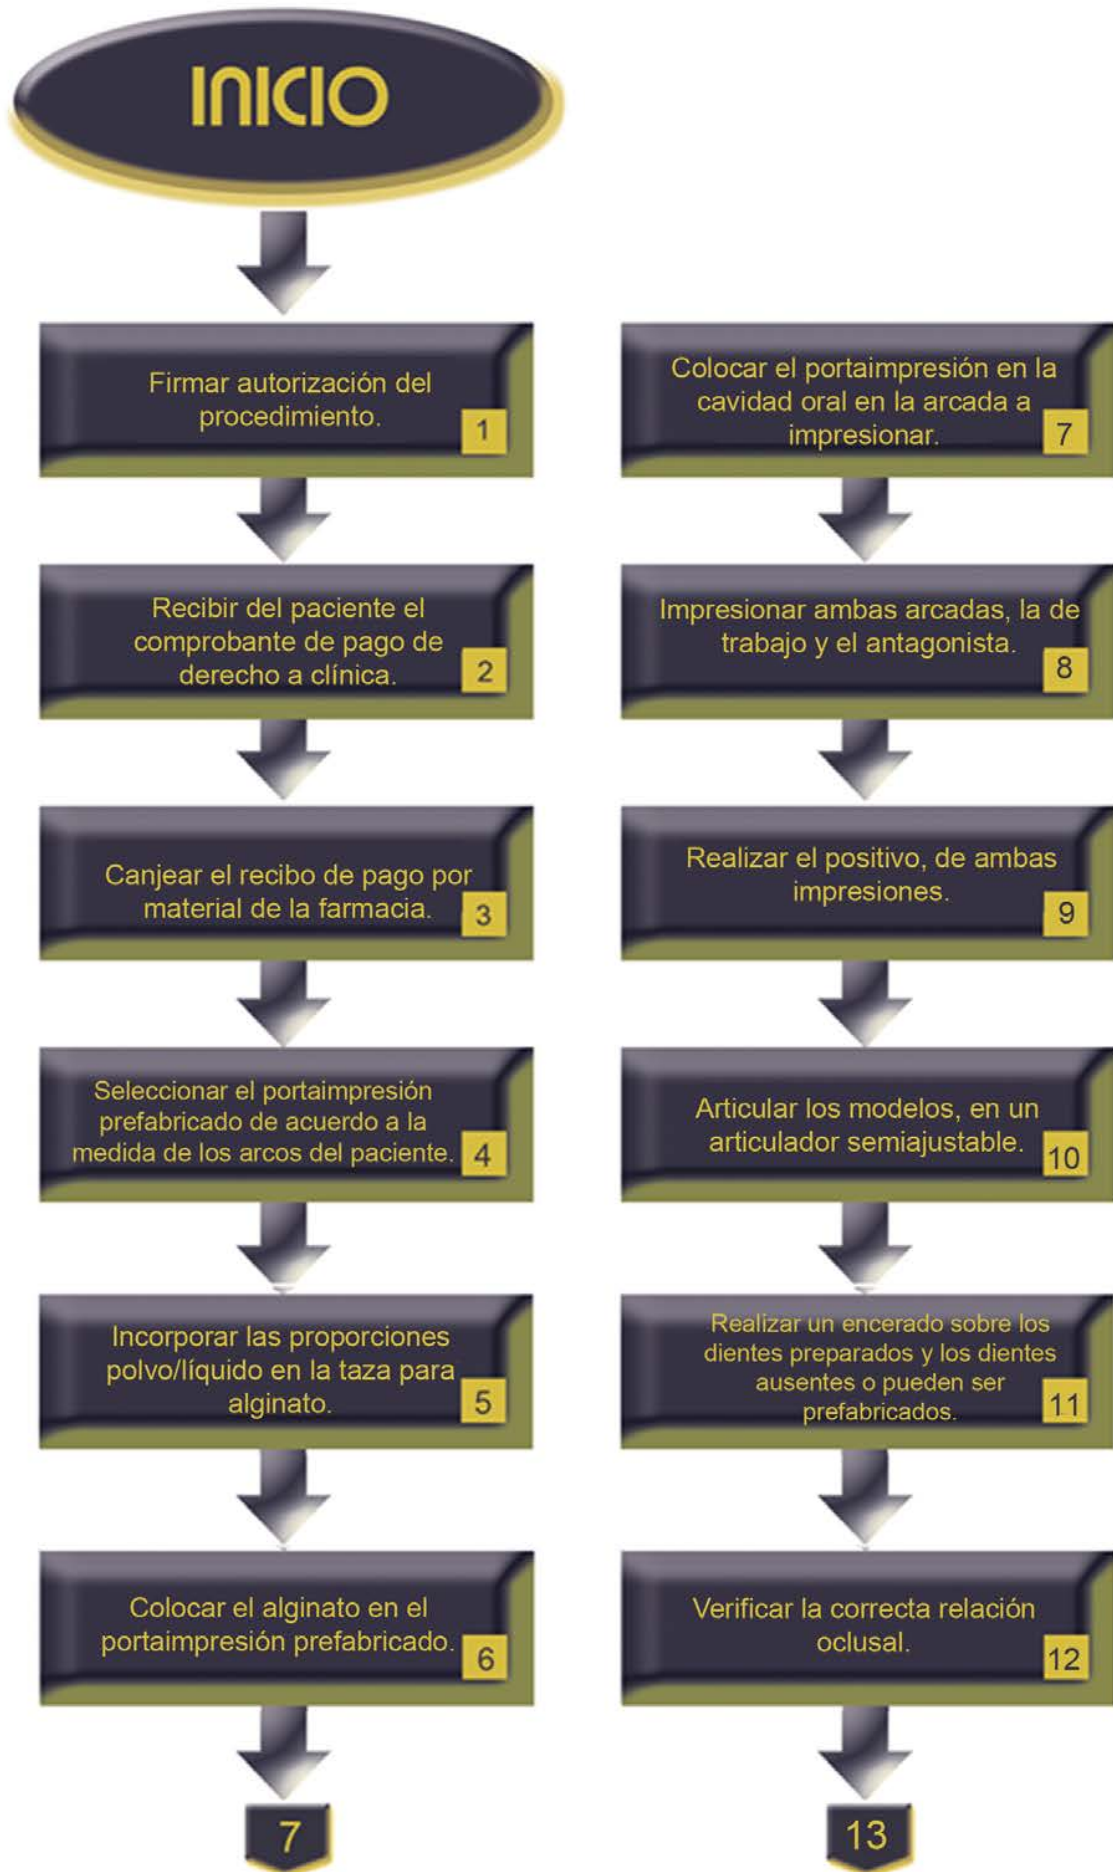 INICIO
Firmar autorización del
procedimiento.
1
Recibir del paciente el
comprobante de pago de
derecho a clínica.
2
Canjear el recibo de pago por
material de la farmacia.
3
Seleccionar el portaimpresión
prefabricado de acuerdo a la
medida de los arcos del paciente.
4
Incorporar las proporciones
polvo/líquido en la taza para
alginato.
5
Colocar el alginato en el
portaimpresión prefabricado.
6
7
Colocar el portaimpresión en la
cavidad oral en la arcada a
impresionar.
7
Impresionar ambas arcadas, la de
trabajo y el antagonista.
8
Realizar el positivo, de ambas
impresiones.
9
Articular los modelos, en un
articulador semiajustable.
10
Realizar un encerado sobre los
dientes preparados y los dientes
ausentes o pueden ser
prefabricados.
11
Verificar la correcta relación
oclusal.
12
13